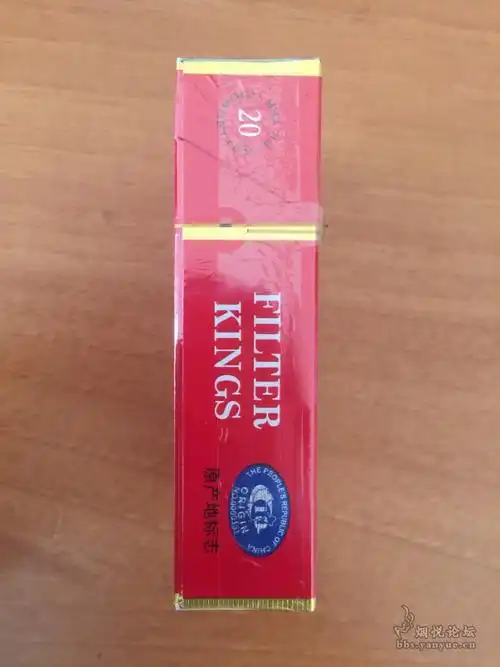 20
FILTER
KINGS
THE PEOPLE'S REPUBLIC OF CHINA
ORIGIN
原产地标志
烟悦论坛
bbs.yanyue.cn